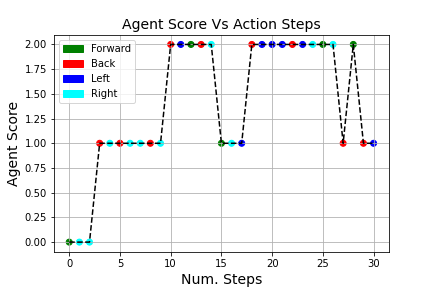 Agent Score Vs Action Steps
Agent Score
2.00
1.75
1.50
1.25
1.00
0.75
0.50
0.25
0.00
Forward
Back
Left
Right
0 5 10 15 20 25 30
Num. Steps